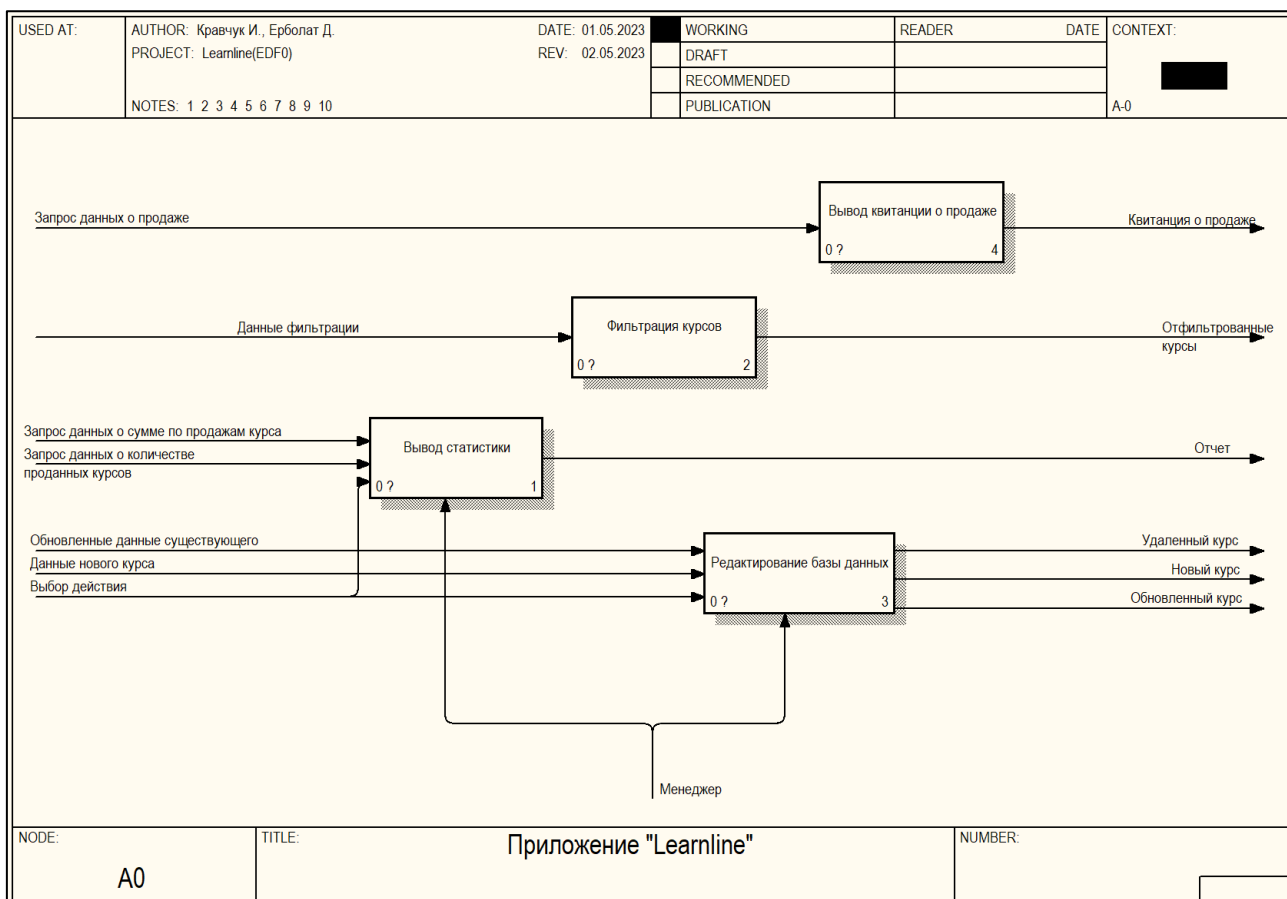 USED AT:
AUTHOR: Кравчук И., Ерболат Д.
DATE: 01.05.2023
WORKING
READER
DATE
CONTEXT:
PROJECT: Learnline(EDF0)
REV: 02.05.2023
DRAFT
RECOMMENDED
NOTES: 1 2 3 4 5 6 7 8 9 10
PUBLICATION
A-0
Запрос данных о продаже
Вывод квитанции о продаже
0 ?
4
Квитанция о продаже
Данные фильтрации
Фильтрация курсов
0 ?
2
Отфильтрованные
курсы
Запрос данных о сумме по продажам курса
Запрос данных о количестве
проданных курсов
Вывод статистики
0 ?
1
Отчет
Обновленные данные существующего
Данные нового курса
Выбор действия
Редактирование базы данных
0 ?
3
Удаленный курс
Новый курс
Обновленный курс
Менеджер
NODE:
A0
TITLE:
Приложение "Learnline"
NUMBER: